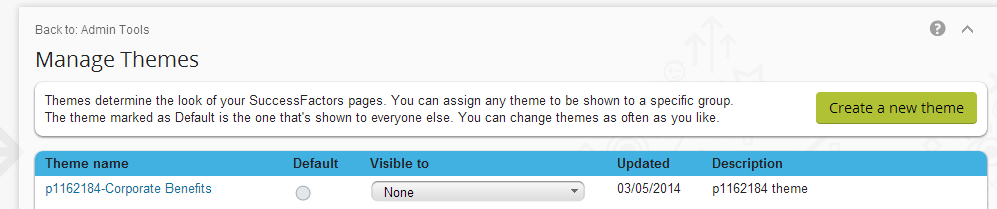 Back to: Admin Tools
Manage Themes
Themes determine the look of your SuccessFactors pages. You can assign any theme to be shown to a specific group.
The theme marked as Default is the one that's shown to everyone else. You can change themes as often as you like.
Create a new theme
Theme name Default Visible to Updated Description
p1162184-Corporate Benefits None 03/05/2014 p1162184 theme